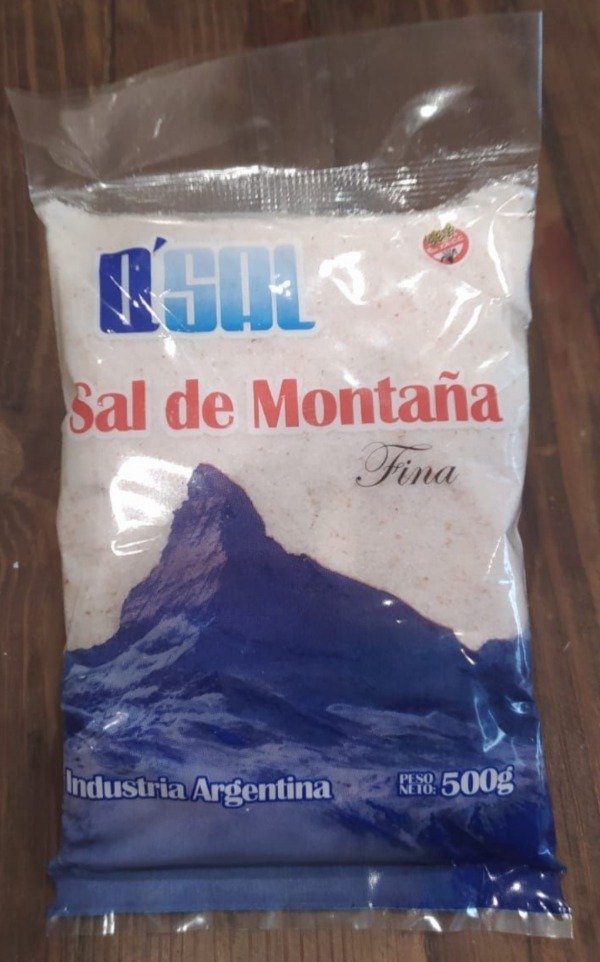 D'SAL
Sal de Montaña
Fina
Industria Argentina
PESO
NETO: 500g